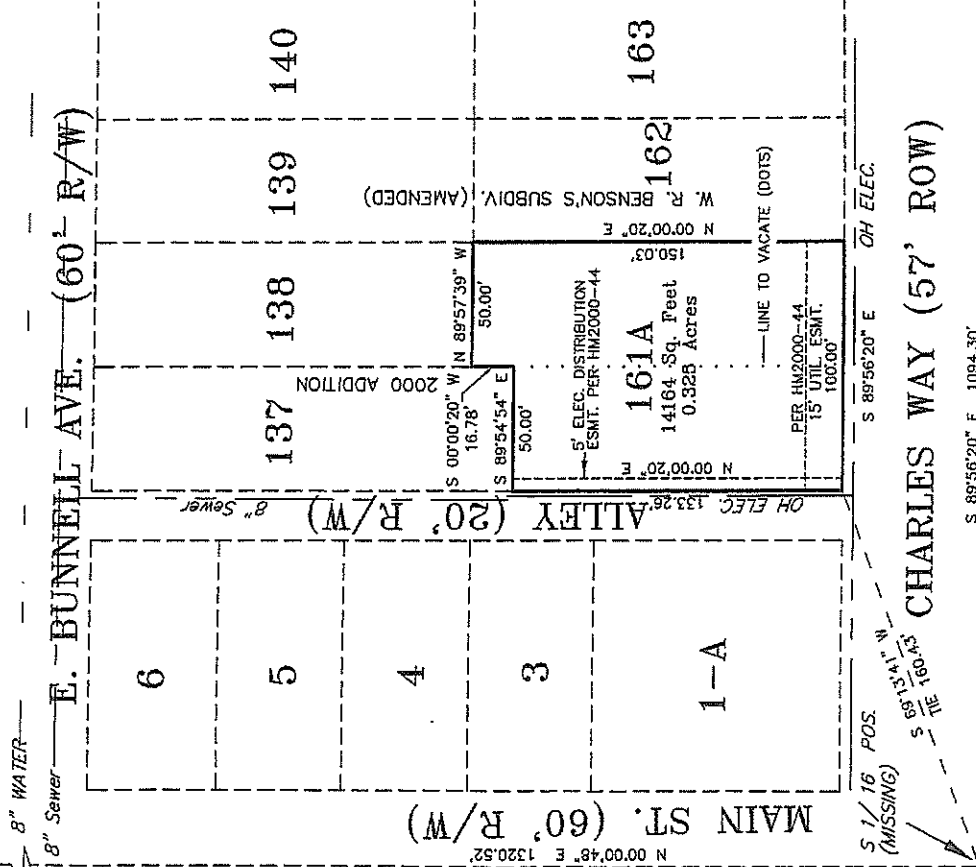 8" WATER
8" Sewer
E. BUNNELL AVE. (60' R/W)
140
139
138
137
163
162
W. R. BENSON'S SUBDIV. (AMENDED)
2000 ADDITION
N 89°57'39" W
50.00'
S 00°00'20" W
16.78'
S 89°54'54" E
50.00'
N 00°00'20" E
150.03'
5' ELEC. DISTRIBUTION
ESMT. PER HM2000-44
161A
14164 Sq. Feet
0.325 Acres
LINE TO VACATE (DOTS)
N 00°00'20" E
133.26'
PER HM2000-44
15' UTIL ESMT.
100.00'
S 89°56'20" E
OH ELEC.
OH ELEC.
8" Sewer
ALLEY (20' R/W)
6
5
4
3
1-A
MAIN ST. (60' R/W)
N 00°00'48" E 1320.52'
S 1/16 POS.
(MISSING)
S 69°13'41" W
TIE 160.43'
CHARLES WAY (57' ROW)
S 89°56'20" E 1094.30'